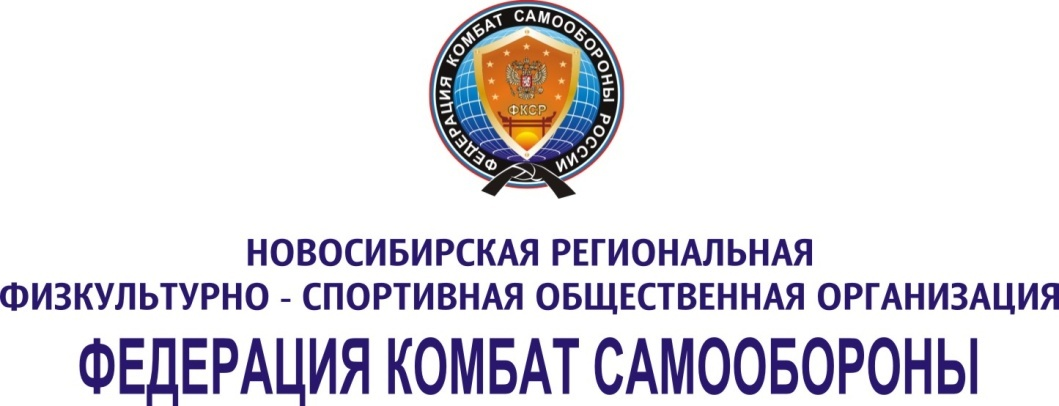 ФЕДЕРАЦИЯ КОМБАТ САМООБОРОНЫ РОССИИ
ФКСР
НОВОСИБИРСКАЯ РЕГИОНАЛЬНАЯ
ФИЗКУЛЬТУРНО - СПОРТИВНАЯ ОБЩЕСТВЕННАЯ ОРГАНИЗАЦИЯ
ФЕДЕРАЦИЯ КОМБАТ САМООБОРОНЫ